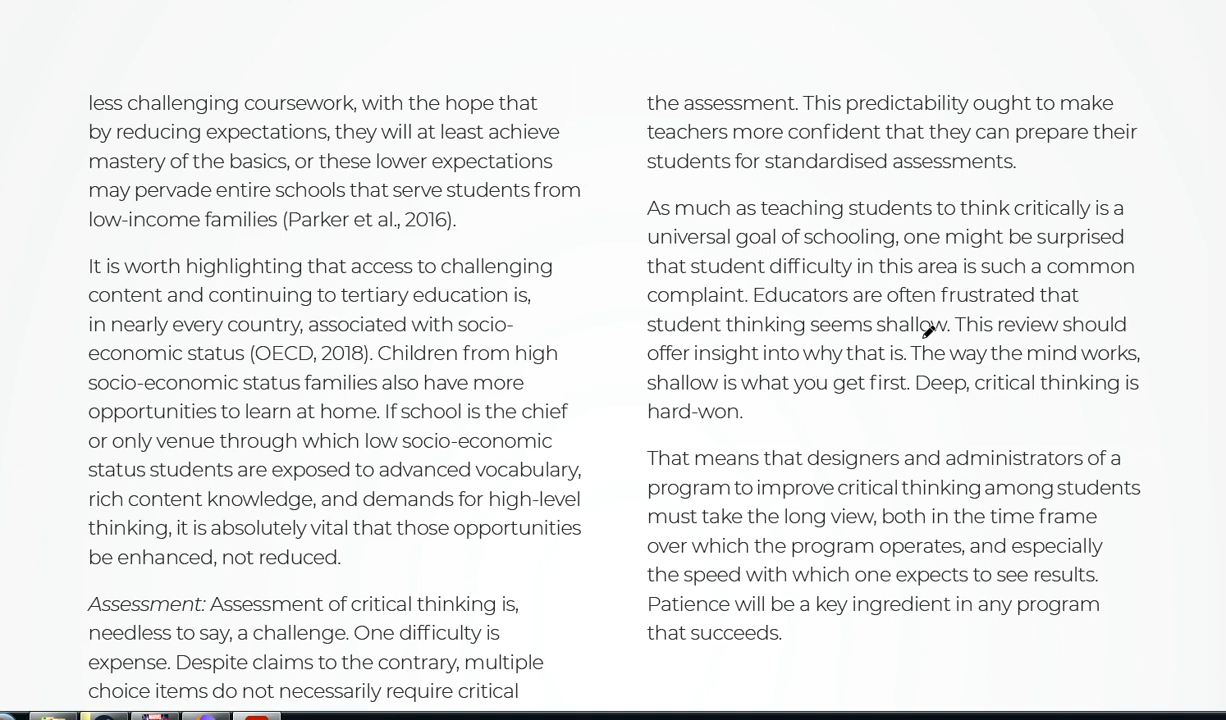 less challenging coursework, with the hope that
by reducing expectations, they will at least achieve
mastery of the basics, or these lower expectations
may pervade entire schools that serve students from
low-income families (Parker et al., 2016).
It is worth highlighting that access to challenging
content and continuing to tertiary education is,
in nearly every country, associated with socio-
economic status (OECD, 2018). Children from high
socio-economic status families also have more
opportunities to learn at home. If school is the chief
or only venue through which low socio-economic
status students are exposed to advanced vocabulary,
rich content knowledge, and demands for high-level
thinking, it is absolutely vital that those opportunities
be enhanced, not reduced.
Assessment: Assessment of critical thinking is,
needless to say, a challenge. One difficulty is
expense. Despite claims to the contrary, multiple
choice items do not necessarily require critical
the assessment. This predictability ought to make
teachers more confident that they can prepare their
students for standardised assessments.
As much as teaching students to think critically is a
universal goal of schooling, one might be surprised
that student difficulty in this area is such a common
complaint. Educators are often frustrated that
student thinking seems shallow. This review should
offer insight into why that is. The way the mind works,
shallow is what you get first. Deep, critical thinking is
hard-won.
That means that designers and administrators of a
program to improve critical thinking among students
must take the long view, both in the time frame
over which the program operates, and especially
the speed with which one expects to see results.
Patience will be a key ingredient in any program
that succeeds.